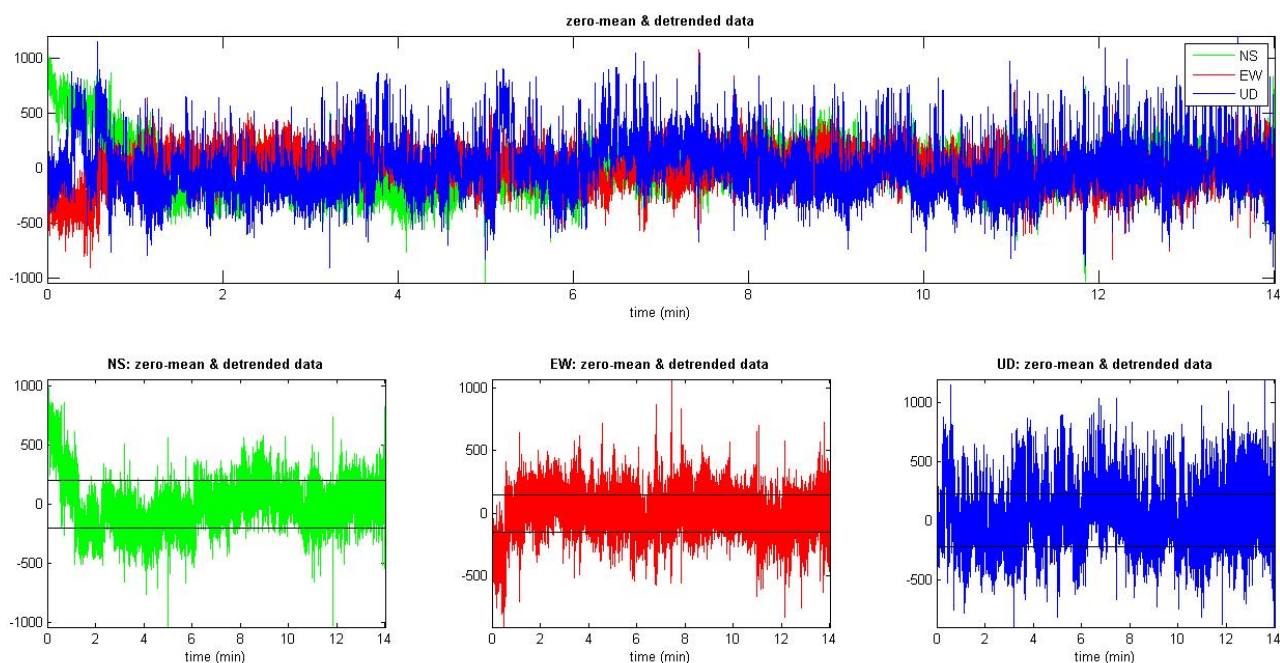 zero-mean & detrended data
1000
500
0
-500
-1000
NS
EW
UD
0 2 4 6 8 10 12 14
time (min)
NS: zero-mean & detrended data
1000
500
0
-500
-1000
0 2 4 6 8 10 12 14
time (min)
EW: zero-mean & detrended data
1000
500
0
-500
0 2 4 6 8 10 12 14
time (min)
UD: zero-mean & detrended data
1000
500
0
-500
0 2 4 6 8 10 12 14
time (min)